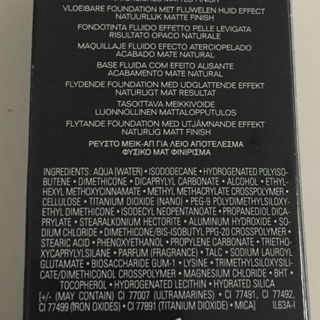 VLOEIBARE FOUNDATION MET FLUWELEN HUID EFFECT
NATUURLIJK MATTE FINISH
FONDOTINTA FLUIDO EFFETTO PELLE LEVIGATA
RISULTATO OPACO NATURALE
MAQUILLAJE FLUIDO EFECTO ATERCIOPELADO
ACABADO MATE NATURAL
BASE FLUIDA COM EFEITO ALISANTE
ACABAMENTO MATE NATURAL
FLYDENDE FOUNDATION MED UDGLATTENDE EFFEKT
NATURLIGT MAT RESULTAT
TASOITTAVA MEIKKIVOIDE
LUONNOLLINEN MATTALOPPUTULOS
FLYTANDE FOUNDATION MED UTJÄMNANDE EFFEKT
NATURLIG MATT FINISH
ΡΕΥΣΤΟ ΜΕΙΚ-ΑΠ ΓΙΑ ΛΕΙΟ ΑΠΟΤΕΛΕΣΜΑ
ΦΥΣΙΚΟ ΜΑΤ ΦΙΝΙΡΙΣΜΑ
INGREDIENTS: AQUA (WATER) • ISODODECANE • HYDROGENATED POLYISO-
BUTENE • DIMETHICONE • DICAPRYLYL CARBONATE • ALCOHOL • ETHY-
LHEXYL METHOXYCINNAMATE • METHYL METHACRYLATE CROSSPOLYMER •
CELLULOSE • TITANIUM DIOXIDE (NANO) • PEG-9 POLYDIMETHYLSILOXY-
ETHYL DIMETHICONE • ISODECYL NEOPENTANOATE • PROPANEDIOL DICA-
PRYLATE • STEARALKONIUM HECTORITE • ALUMINUM HYDROXIDE • SO-
DIUM CHLORIDE • DIMETHICONE/BIS-ISOBUTYL PPG-20 CROSSPOLYMER •
STEARIC ACID • PHENOXYETHANOL • PROPYLENE CARBONATE • TRIETHO-
XYCAPRYLYLSILANE • PARFUM (FRAGRANCE) • TALC • SODIUM LAUROYL
GLUTAMATE • BIOSACCHARIDE GUM-1 • LYSINE • TRIMETHYLSILOXYSILI-
CATE/DIMETHICONOL CROSSPOLYMER • MAGNESIUM CHLORIDE • BHT
• TOCOPHEROL • HYDROGENATED LECITHIN • HYDRATED SILICA
[+/- (MAY CONTAIN) CI 77007 (ULTRAMARINES) • CI 77491, CI 77492,
CI 77499 (IRON OXIDES) • CI 77891 (TITANIUM DIOXIDE) • MICA] IL63A-I